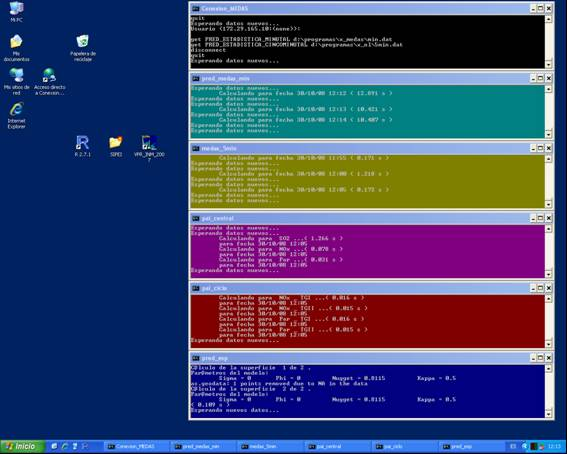 Mi PC
Mis documentos
Papelera de reciclaje
Mis sitios de red
Acceso directo a Conexion_...
Internet Explorer
R 2.7.1
SIPEI
VPR_INM_200
7
Conexion_MEDAS
quit
Esperando datos nuevos...
Usuario (172.29.165.10:(none)):
get PRED_ESTADISTICA_MINUTAL d:\programas\x_medas\min.dat
get PRED_ESTADISTICA_CINCOMINUTAL d:\programas\x_nl\5min.dat
disconnect
quit
Esperando datos nuevos...
pred_medas_min
Esperando datos nuevos...
Calculando para fecha 30/10/08 12:12 ( 12.891 s )
Esperando datos nuevos...
Calculando para fecha 30/10/08 12:13 ( 10.421 s )
Esperando datos nuevos...
Calculando para fecha 30/10/08 12:14 ( 10.407 s )
Esperando datos nuevos...
medas_5min
Calculando para fecha 30/10/08 11:55 ( 0.171 s )
Esperando datos nuevos...
Calculando para fecha 30/10/08 12:00 ( 1.218 s )
Esperando datos nuevos...
Calculando para fecha 30/10/08 12:05 ( 0.172 s )
Esperando datos nuevos...
pai_central
Esperando datos nuevos...
Esperando datos nuevos...
Calculando para SO2 ...( 1.266 s )
para fecha 30/10/08 12:05
Calculando para NOx ...( 0.078 s )
para fecha 30/10/08 12:05
Calculando para Par ...( 0.031 s )
para fecha 30/10/08 12:05
Esperando datos nuevos...
pai_ciclo
Calculando para NOx _ TGI ...( 0.016 s )
para fecha 30/10/08 12:05
Calculando para NOx _ TGII ...( 0.015 s )
para fecha 30/10/08 12:05
Calculando para Par _ TGI ...( 0.016 s )
para fecha 30/10/08 12:05
Calculando para Par _ TGII ...( 0.015 s )
para fecha 30/10/08 12:05
Esperando datos nuevos...
pred_esp
de la superficie 1 de 2 .
del modelo:
Sigma = 0 Phi = 0 Nugget = 0.8115 Kappa = 0.5
as.geodata: 1 points removed due to NA in the data
de la superficie 2 de 2 .
del modelo:
Sigma = 0 Phi = 0 Nugget = 0.8115 Kappa = 0.5
( 0.109 s )
Esperando nuevos datos...
Inicio
Conexion_MEDAS
pred_medas_min
medas_5min
pai_central
pai_ciclo
pred_esp
ES
12:15